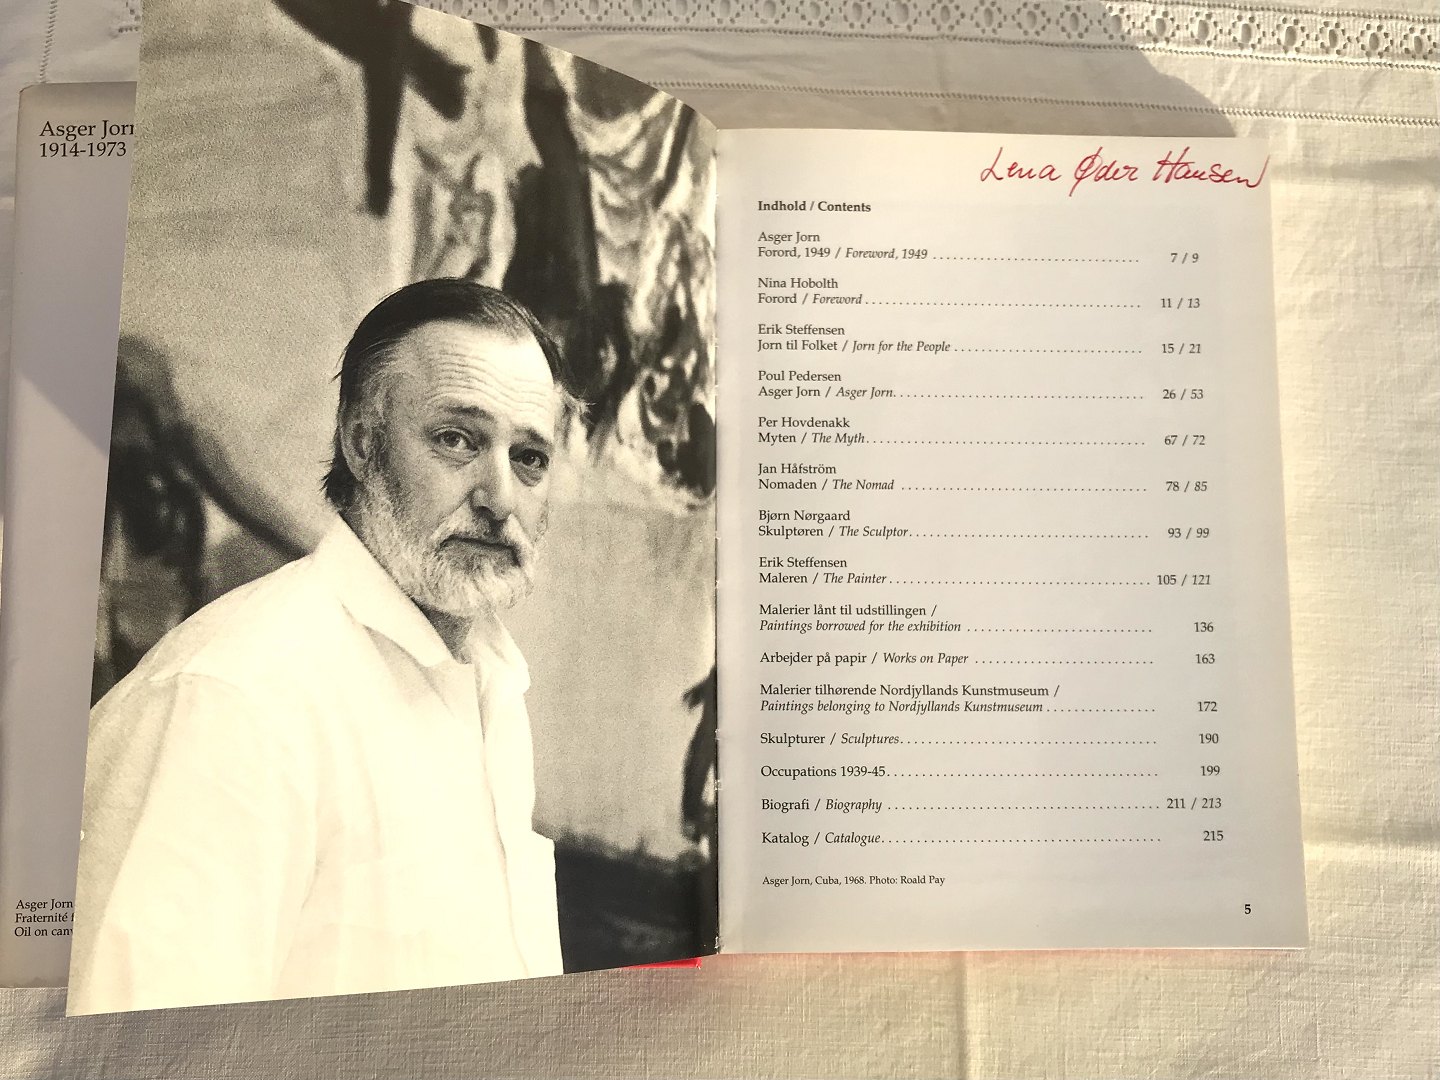 Asger Jorn
1914-1973
Asger Jorn
Fraternité
Oil on
Lena Øder Hansen
Indhold / Contents
Asger Jorn
Forord, 1949 / Foreword, 1949 7 / 9
Nina Hobolth
Forord / Foreword 11 / 13
Erik Steffensen
Jorn til Folket / Jorn for the People 15 / 21
Poul Pedersen
Asger Jorn / Asger Jorn 26 / 53
Per Hovdenakk
Myten / The Myth 67 / 72
Jan Håfström
Nomaden / The Nomad 78 / 85
Bjørn Nørgaard
Skulptøren / The Sculptor 93 / 99
Erik Steffensen
Maleren / The Painter 105 / 121
Malerier lånt til udstillingen /
Paintings borrowed for the exhibition 136
Arbejder på papir / Works on Paper 163
Malerier tilhørende Nordjyllands Kunstmuseum /
Paintings belonging to Nordjyllands Kunstmuseum 172
Skulpturer / Sculptures 190
Occupations 1939-45 199
Biografi / Biography 211 / 213
Katalog / Catalogue 215
Asger Jorn, Cuba, 1968. Photo: Roald Pay
5